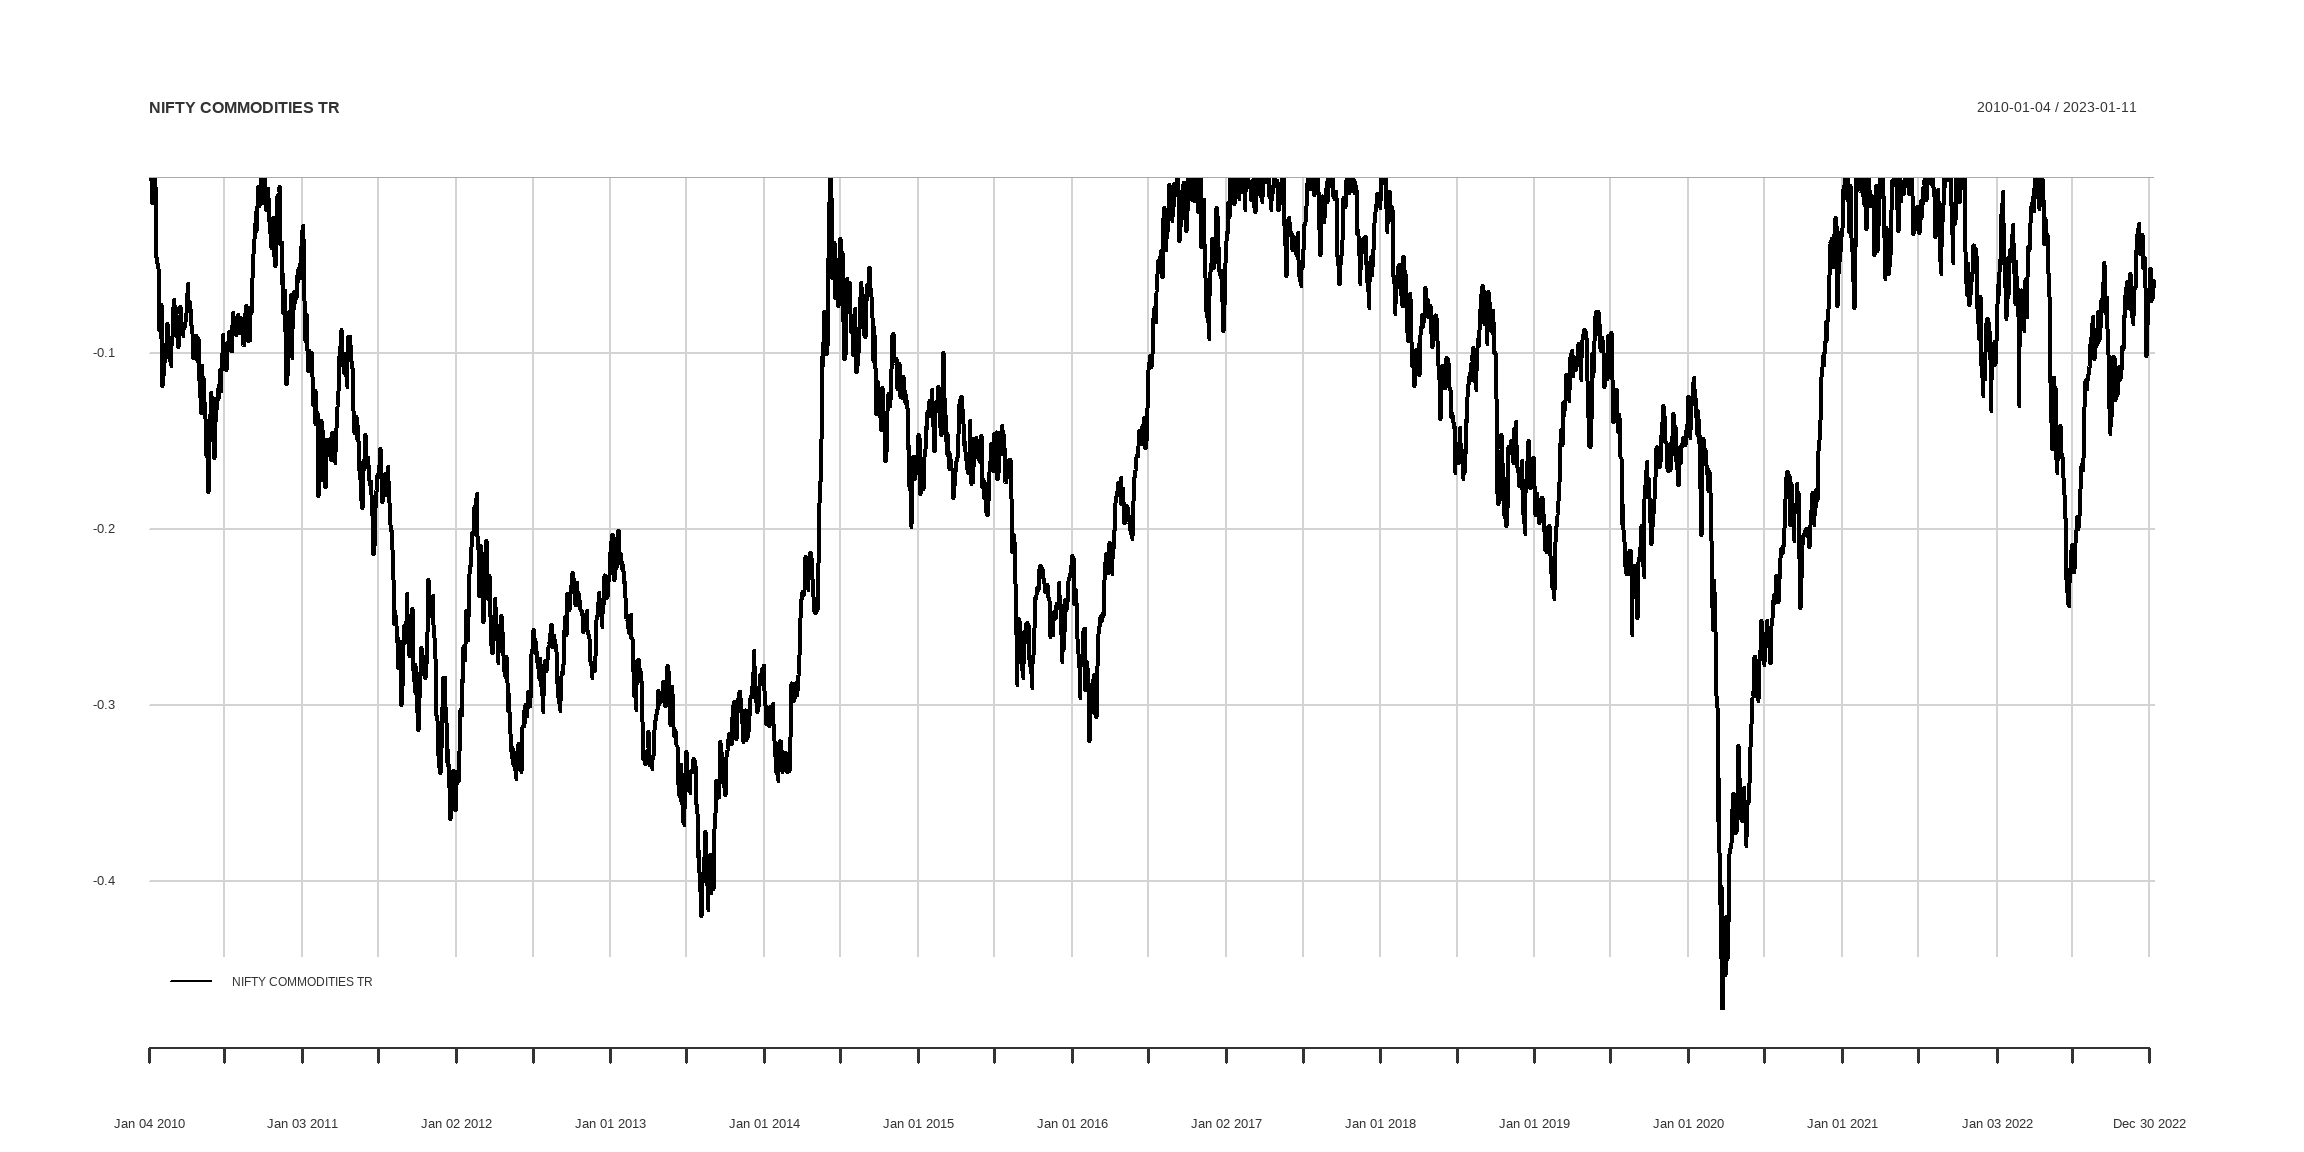 NIFTY COMMODITIES TR
2010-01-04 / 2023-01-11
-0.1
-0.2
-0.3
-0.4
NIFTY COMMODITIES TR
Jan 04 2010
Jan 03 2011
Jan 02 2012
Jan 01 2013
Jan 01 2014
Jan 01 2015
Jan 01 2016
Jan 02 2017
Jan 01 2018
Jan 01 2019
Jan 01 2020
Jan 01 2021
Jan 03 2022
Dec 30 2022